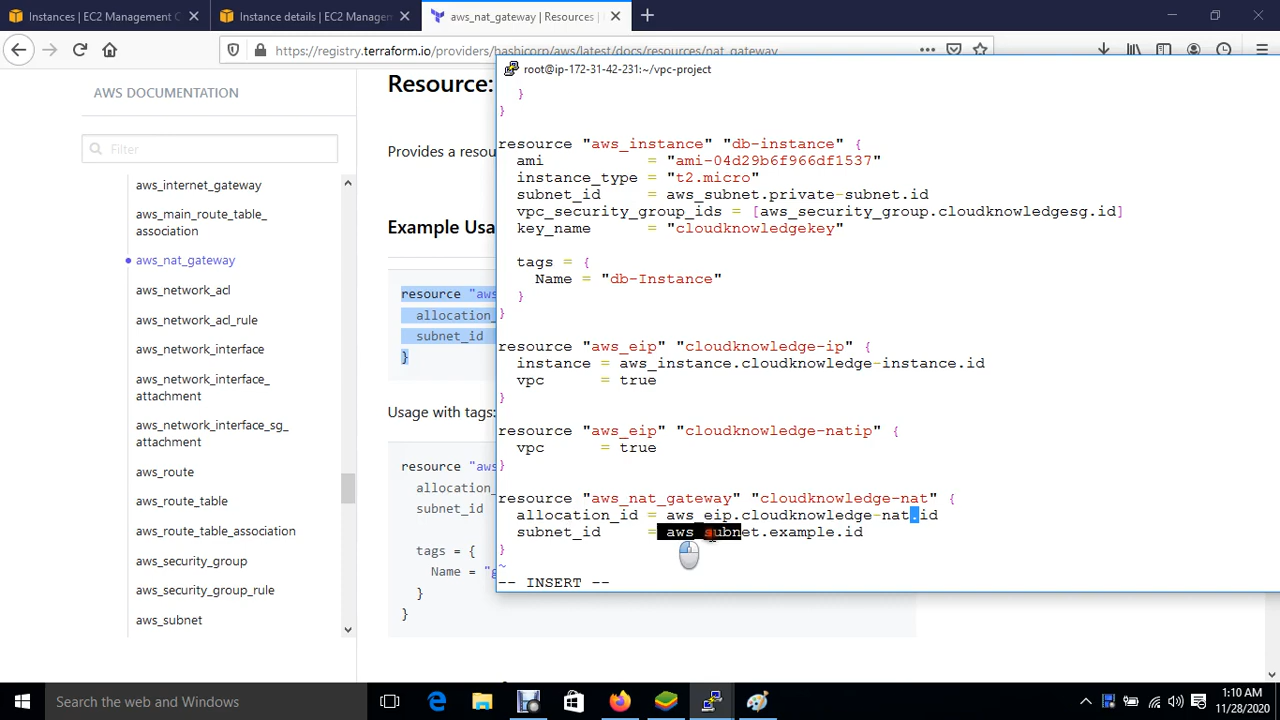 Instances | EC2 Management C
Instance details | EC2 Managem
aws_nat_gateway | Resources |
https://registry.terraform.io/providers/hashicorp/aws/latest/docs/resources/nat_gateway
AWS DOCUMENTATION
Filter
aws_internet_gateway
aws_main_route_table_
association
aws_nat_gateway
aws_network_acl
aws_network_acl_rule
aws_network_interface
aws_network_interface_
attachment
aws_network_interface_sg_
attachment
aws_route
aws_route_table
aws_route_table_association
aws_security_group
aws_security_group_rule
aws_subnet
Resource:
Provides a resou
Example Usa
resource "aws
allocation_
subnet_id
}
Usage with tags:
resource "aws
allocation_
subnet_id
tags = {
Name = "g
}
}
root@ip-172-31-42-231:~/vpc-project
}
}
resource "aws_instance" "db-instance" {
ami = "ami-04d29b6f966df1537"
instance_type = "t2.micro"
subnet_id = aws_subnet.private-subnet.id
vpc_security_group_ids = [aws_security_group.cloudknowledgesg.id]
key_name = "cloudknowledgekey"
tags = {
Name = "db-Instance"
}
}
resource "aws_eip" "cloudknowledge-ip" {
instance = aws_instance.cloudknowledge-instance.id
vpc = true
}
resource "aws_eip" "cloudknowledge-natip" {
vpc = true
}
resource "aws_nat_gateway" "cloudknowledge-nat" {
allocation_id = aws_eip.cloudknowledge-nat.id
subnet_id = aws_subnet.example.id
}
~
-- INSERT --
Search the web and Windows
1:10 AM
11/28/2020